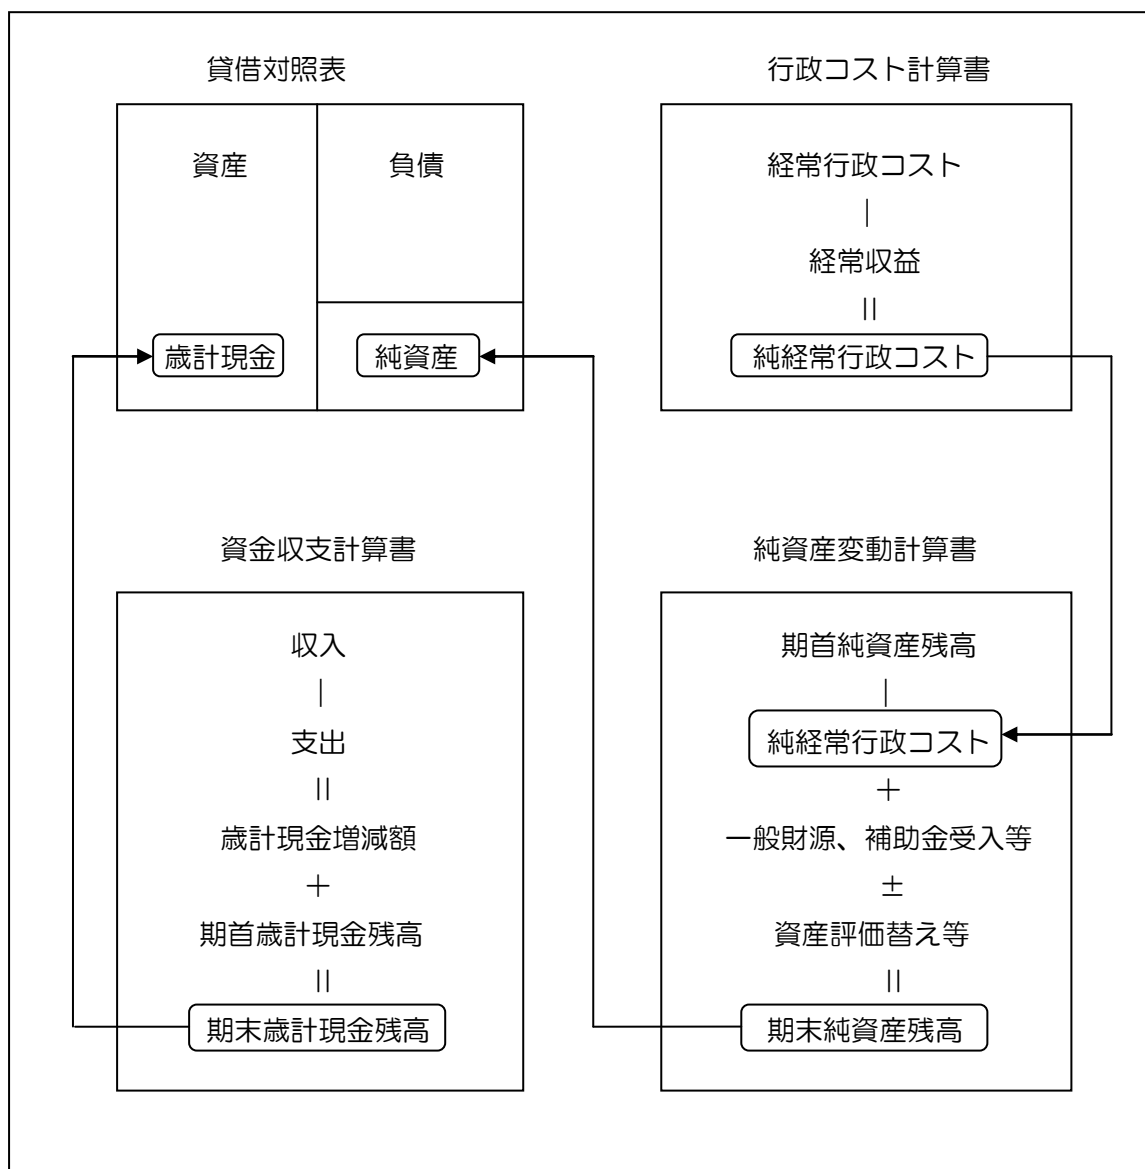 貸借対照表
資産
負債
歳計現金
純資産
行政コスト計算書
経常行政コスト
|
経常収益
||
純経常行政コスト
資金収支計算書
収入
|
支出
||
歳計現金増減額
+
期首歳計現金残高
||
期末歳計現金残高
純資産変動計算書
期首純資産残高
|
純経常行政コスト
+
一般財源、補助金受入等
±
資産評価替え等
||
期末純資産残高